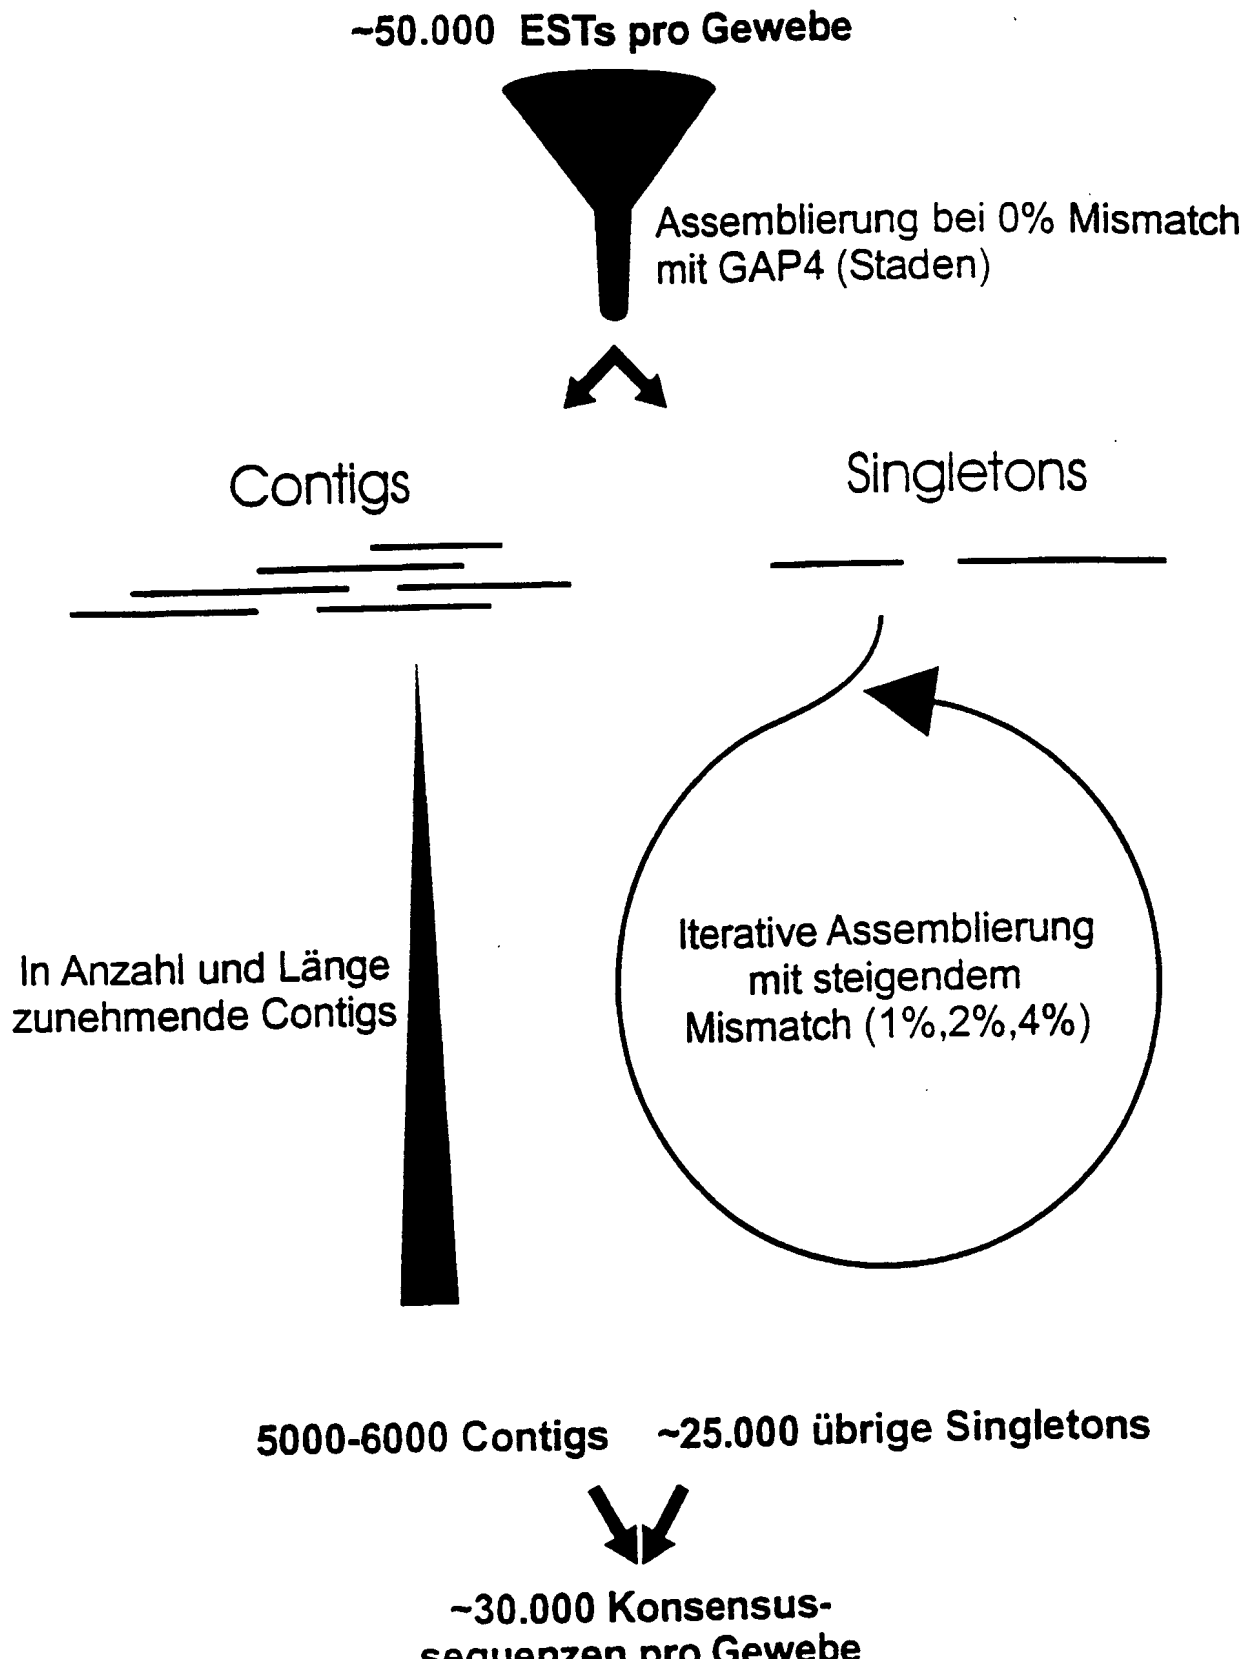 ~50.000 ESTs pro Gewebe
Assemblierung bei 0% Mismatch
mit GAP4 (Staden)
Contigs
Singletons
In Anzahl und Länge
zunehmende Contigs
Iterative Assemblierung
mit steigendem
Mismatch (1%,2%,4%)
5000-6000 Contigs
~25.000 übrige Singletons
~30.000 Konsensus-
sequenzen pro Gewebe